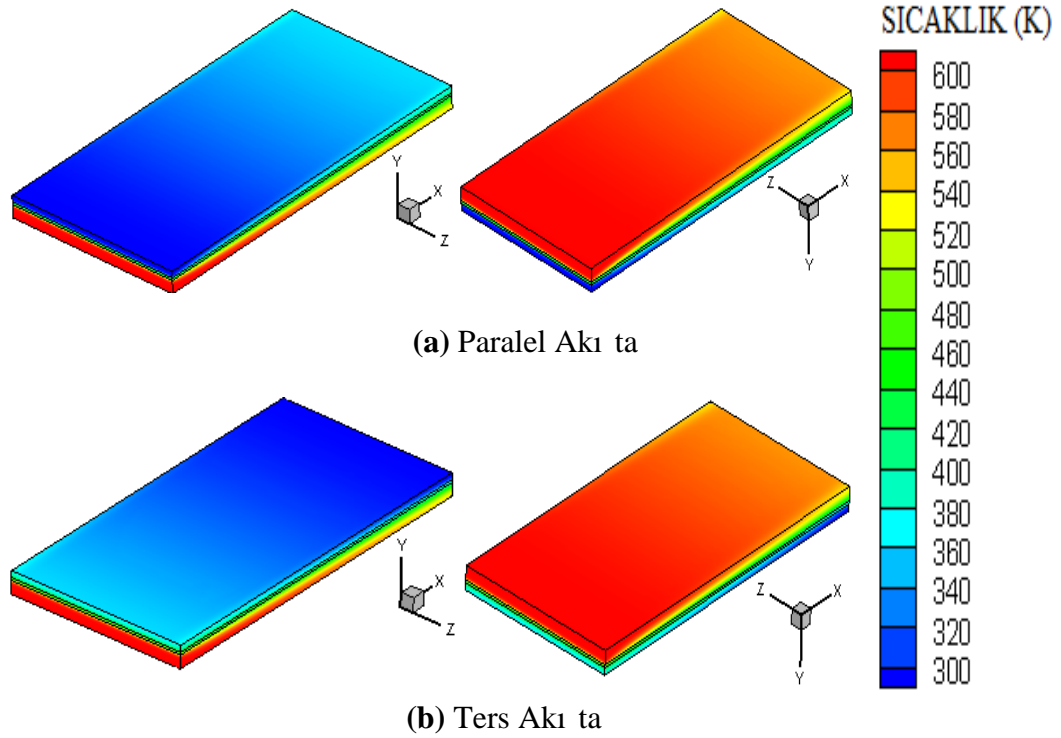 SICAKLIK (K)
600
580
560
540
520
500
480
460
440
420
400
380
360
340
320
300
Y
X
Z
Z
X
Y
(a) Paralel Akı ta
Y
X
Z
Z
X
Y
(b) Ters Akı ta